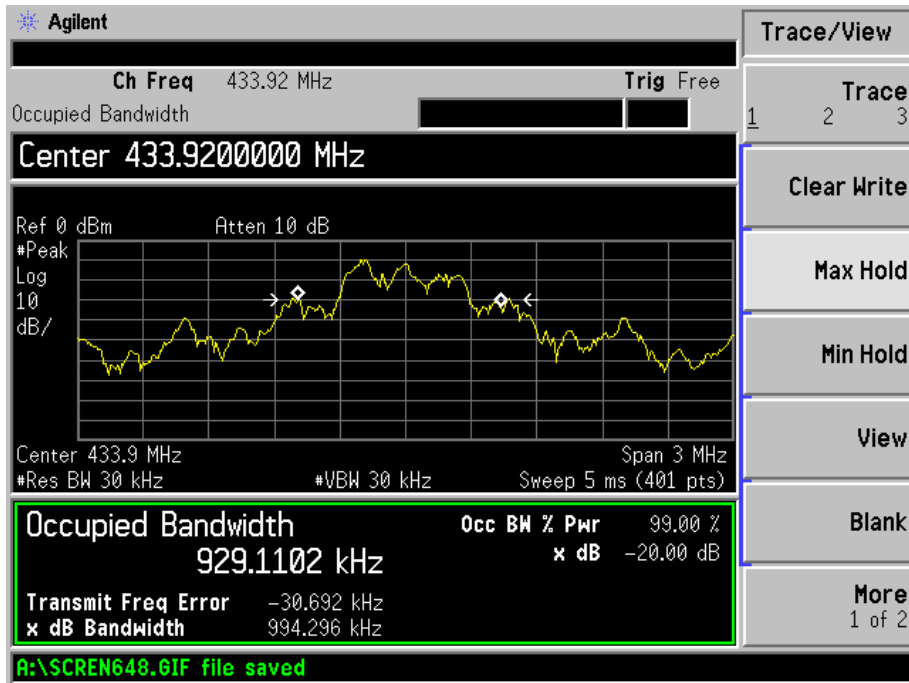 Agilent
Trace/View
Ch Freq 433.92 MHz Trig Free
Occupied Bandwidth
Trace
1 2 3
Center 433.9200000 MHz
Clear Write
Ref 0 dBm Atten 10 dB
#Peak
Log
10
dB/
Max Hold
Min Hold
View
Center 433.9 MHz Span 3 MHz
#Res BW 30 kHz #VBW 30 kHz Sweep 5 ms (401 pts)
Occupied Bandwidth Occ BW % Pwr 99.00 %
929.1102 kHz x dB -20.00 dB
Blank
Transmit Freq Error -30.692 kHz
x dB Bandwidth 994.296 kHz
More
1 of 2
A:\SCREN648.GIF file saved